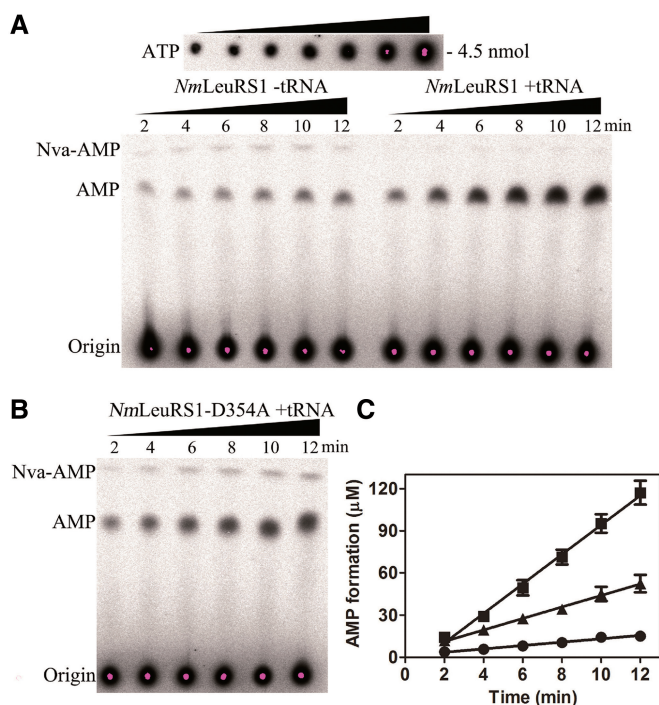 A
ATP - 4.5 nmol
NmLeuRS1 -tRNA NmLeuRS1 +tRNA
2 4 6 8 10 12 2 4 6 8 10 12 min
Nva-AMP
AMP
Origin
B
NmLeuRS1-D354A +tRNA
2 4 6 8 10 12 min
Nva-AMP
AMP
Origin
C
AMP formation (μM)
120
90
60
30
0
0 2 4 6 8 10 12
Time (min)